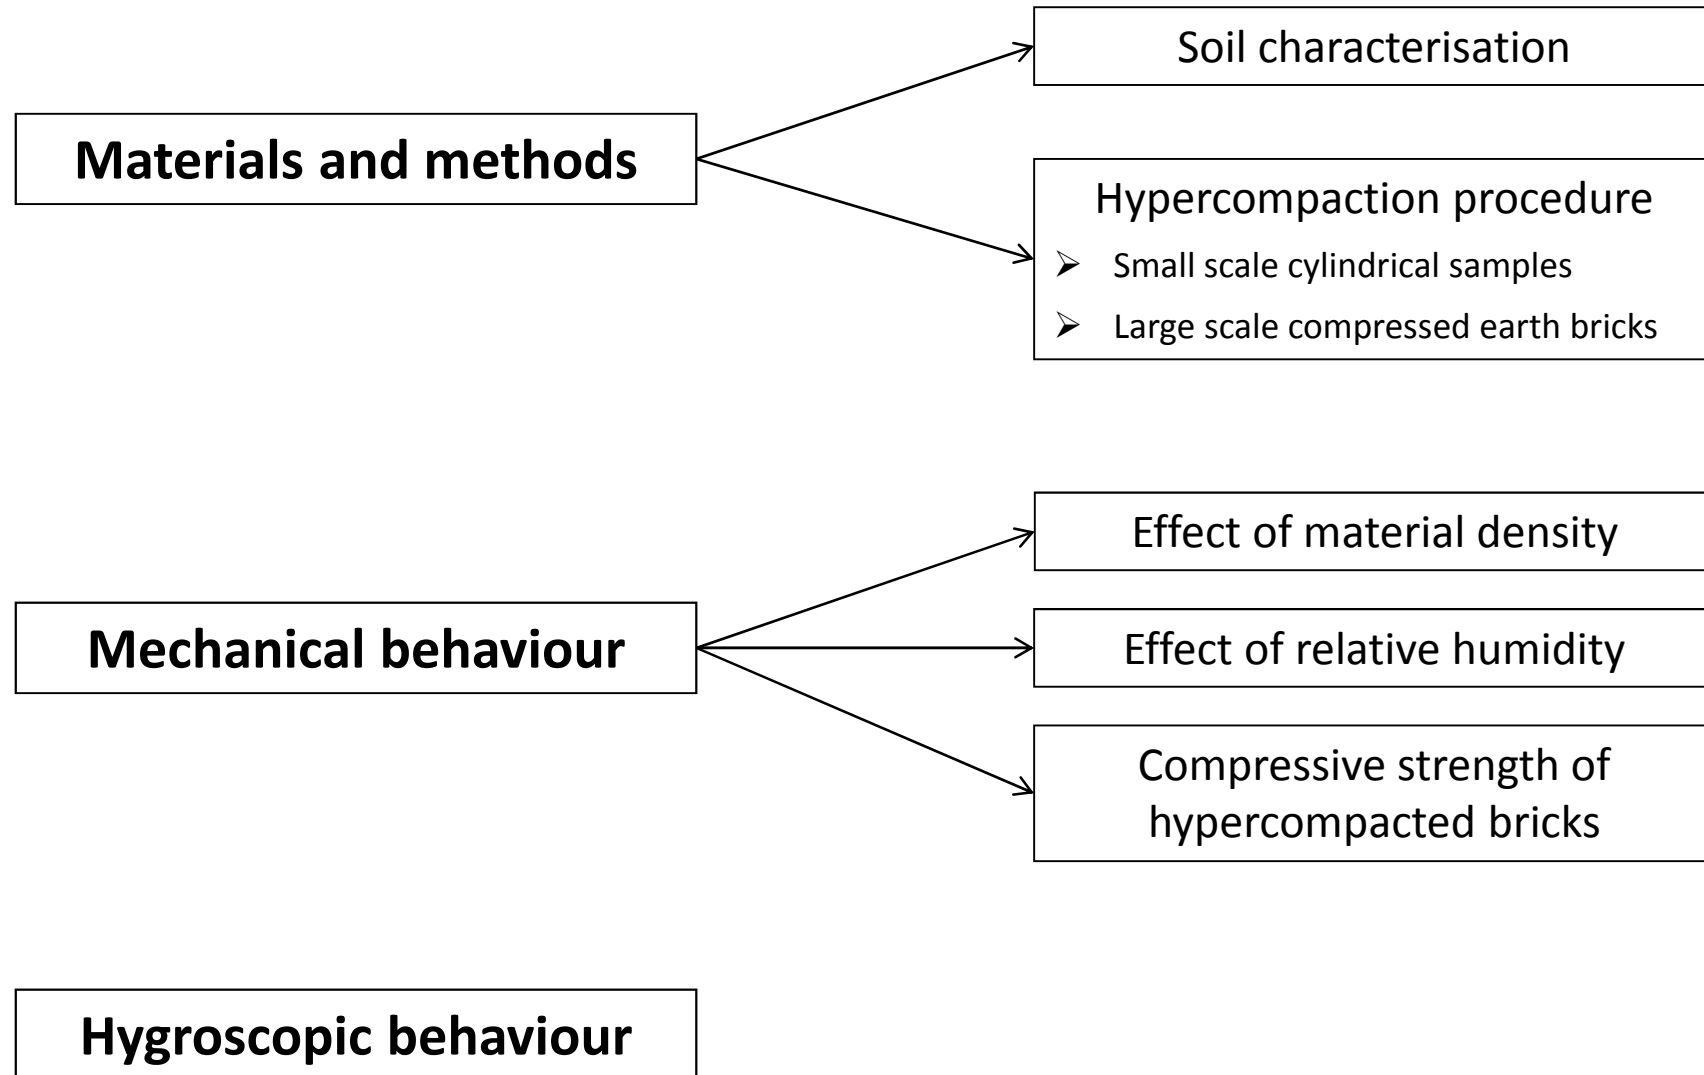 Materials and methods
Soil characterisation
Hypercompaction procedure
➢ Small scale cylindrical samples
➢ Large scale compressed earth bricks
Mechanical behaviour
Effect of material density
Effect of relative humidity
Compressive strength of
hypercompacted bricks
Hygroscopic behaviour